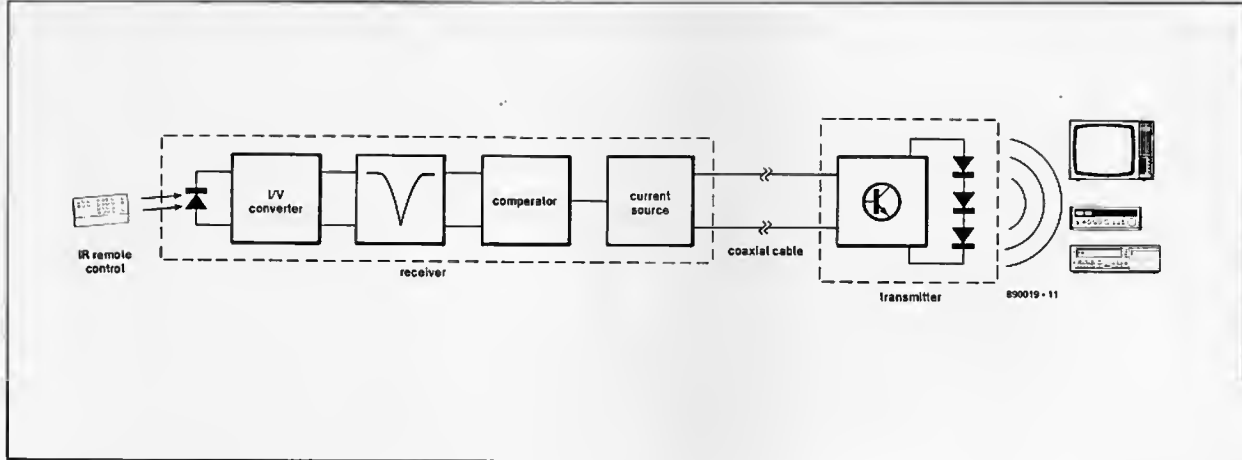 IR remote
control
I/V
converter
comperator
current
source
receiver
coaxial cable
transmitter
890019 - 11